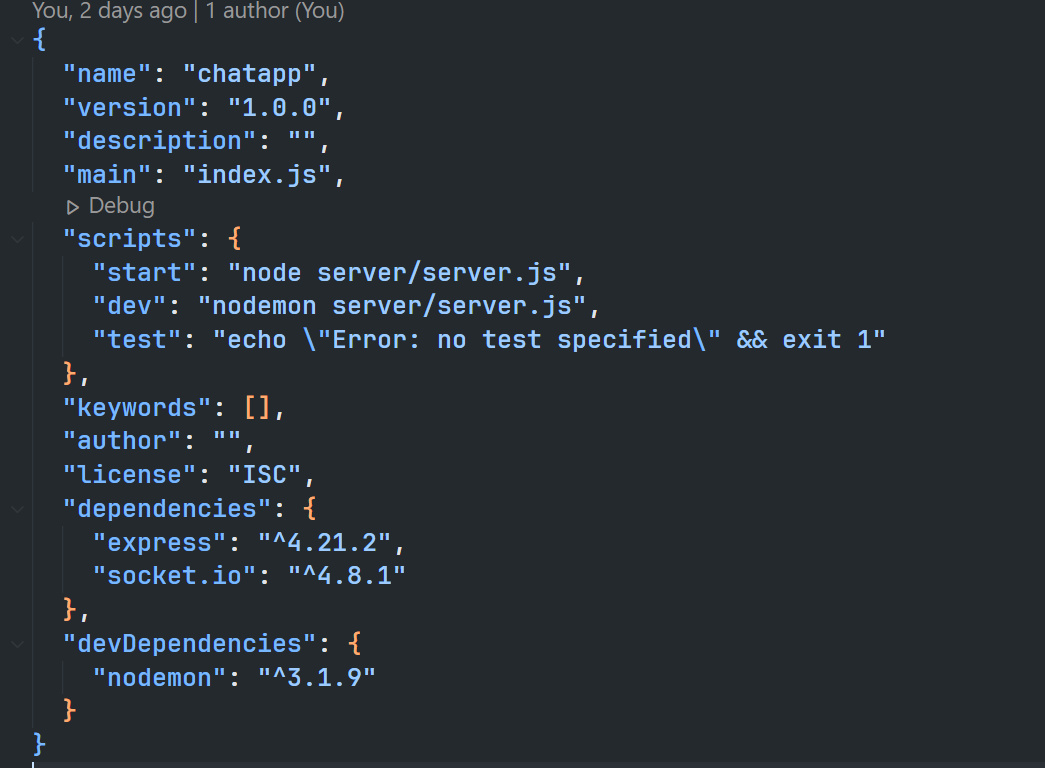 You, 2 days ago | 1 author (You)
{
  "name": "chatapp",
  "version": "1.0.0",
  "description": "",
  "main": "index.js",
  Debug
  "scripts": {
    "start": "node server/server.js",
    "dev": "nodemon server/server.js",
    "test": "echo \"Error: no test specified\" && exit 1"
  },
  "keywords": [],
  "author": "",
  "license": "ISC",
  "dependencies": {
    "express": "^4.21.2",
    "socket.io": "^4.8.1"
  },
  "devDependencies": {
    "nodemon": "^3.1.9"
  }
}